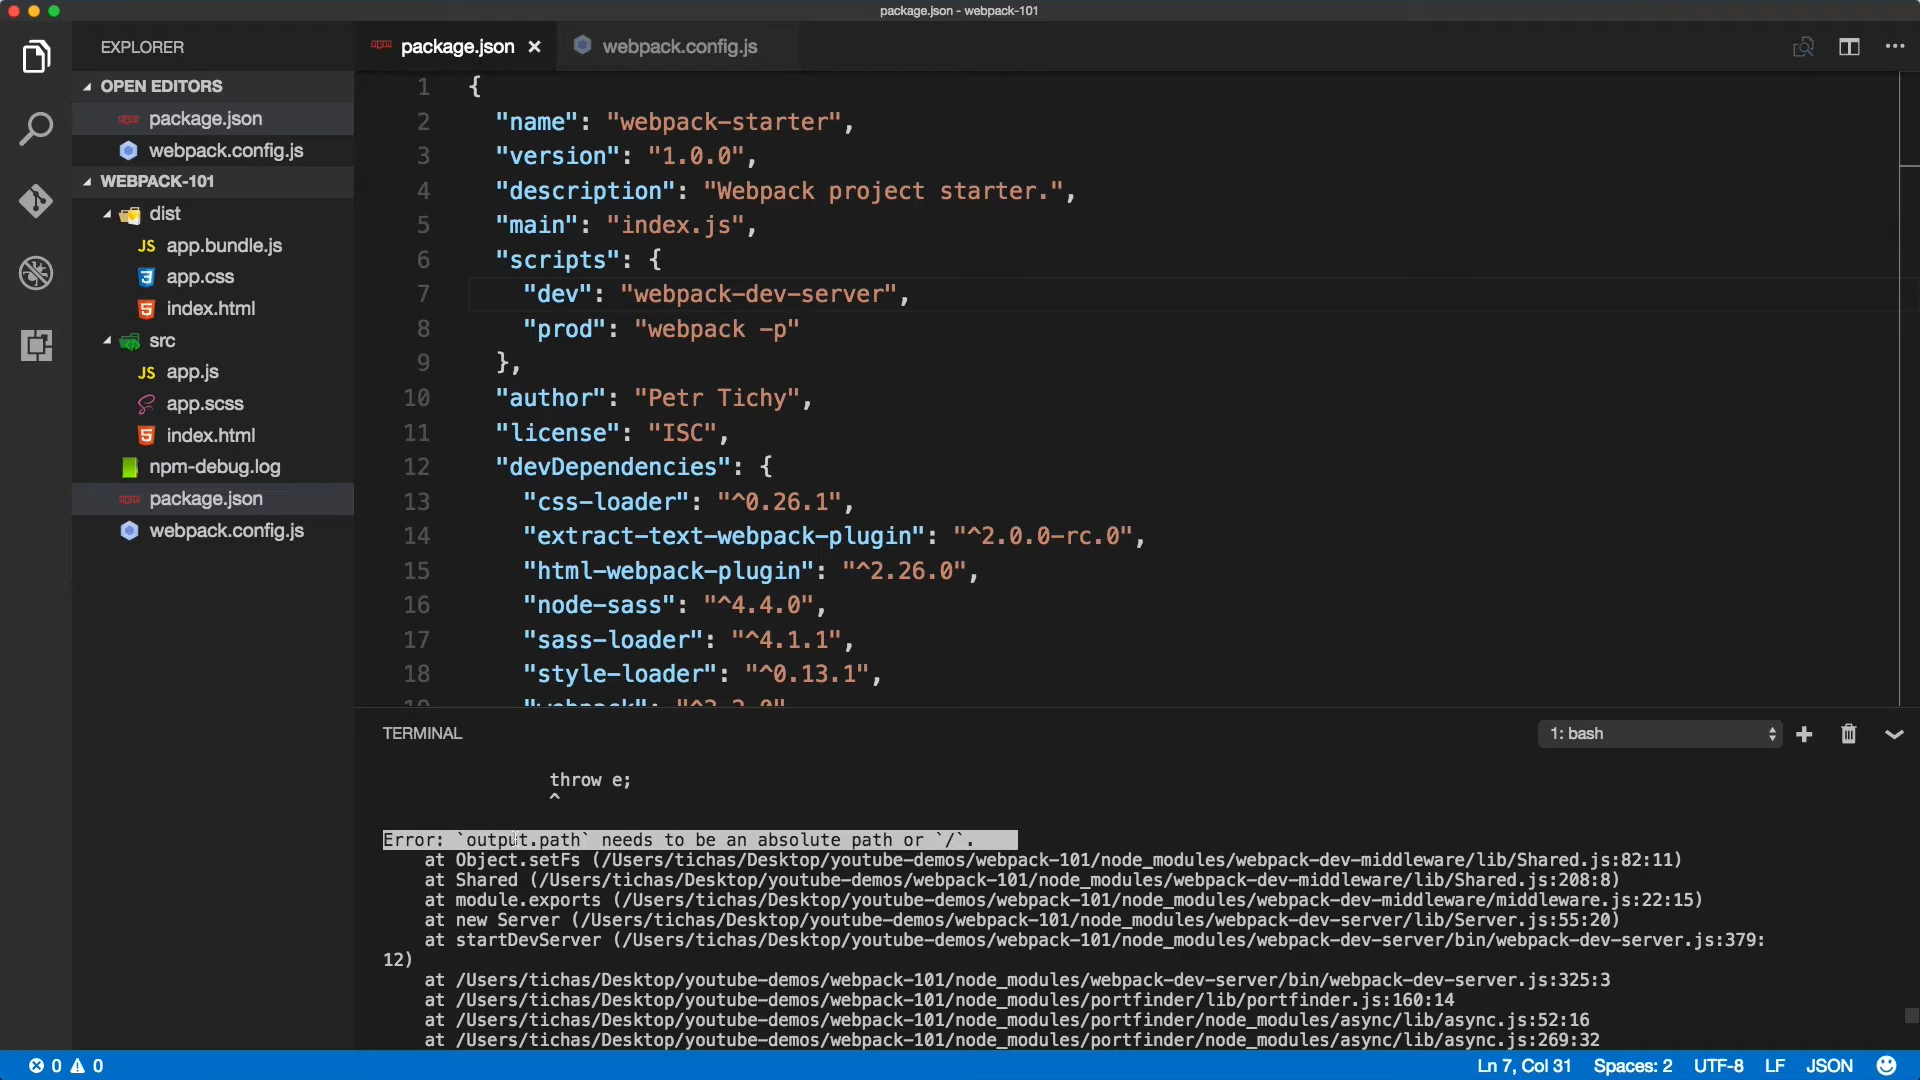 package.json - webpack-101
EXPLORER
OPEN EDITORS
package.json
webpack.config.js
WEBPACK-101
dist
JS app.bundle.js
app.css
5 index.html
src
JS app.js
app.scss
5 index.html
npm-debug.log
package.json
webpack.config.js
package.json × webpack.config.js
1 {
2 "name": "webpack-starter",
3 "version": "1.0.0",
4 "description": "Webpack project starter.",
5 "main": "index.js",
6 "scripts": {
7 "dev": "webpack-dev-server",
8 "prod": "webpack -p"
9 },
10 "author": "Petr Tichy",
11 "license": "ISC",
12 "devDependencies": {
13 "css-loader": "^0.26.1",
14 "extract-text-webpack-plugin": "^2.0.0-rc.0",
15 "html-webpack-plugin": "^2.26.0",
16 "node-sass": "^4.4.0",
17 "sass-loader": "^4.1.1",
18 "style-loader": "^0.13.1",
19 "webpack": "^2.2.0"
TERMINAL
1: bash
throw e;
^
Error: `output.path` needs to be an absolute path or `/`.
at Object.setFs (/Users/tichas/Desktop/youtube-demos/webpack-101/node_modules/webpack-dev-middleware/lib/Shared.js:82:11)
at Shared (/Users/tichas/Desktop/youtube-demos/webpack-101/node_modules/webpack-dev-middleware/lib/Shared.js:208:8)
at module.exports (/Users/tichas/Desktop/youtube-demos/webpack-101/node_modules/webpack-dev-middleware/middleware.js:22:15)
at new Server (/Users/tichas/Desktop/youtube-demos/webpack-101/node_modules/webpack-dev-server/lib/Server.js:55:20)
at startDevServer (/Users/tichas/Desktop/youtube-demos/webpack-101/node_modules/webpack-dev-server/bin/webpack-dev-server.js:379:
12)
at /Users/tichas/Desktop/youtube-demos/webpack-101/node_modules/webpack-dev-server/bin/webpack-dev-server.js:325:3
at /Users/tichas/Desktop/youtube-demos/webpack-101/node_modules/portfinder/lib/portfinder.js:160:14
at /Users/tichas/Desktop/youtube-demos/webpack-101/node_modules/portfinder/node_modules/async/lib/async.js:52:16
at /Users/tichas/Desktop/youtube-demos/webpack-101/node_modules/portfinder/node_modules/async/lib/async.js:269:32
0 0
Ln 7, Col 31 Spaces: 2 UTF-8 LF JSON